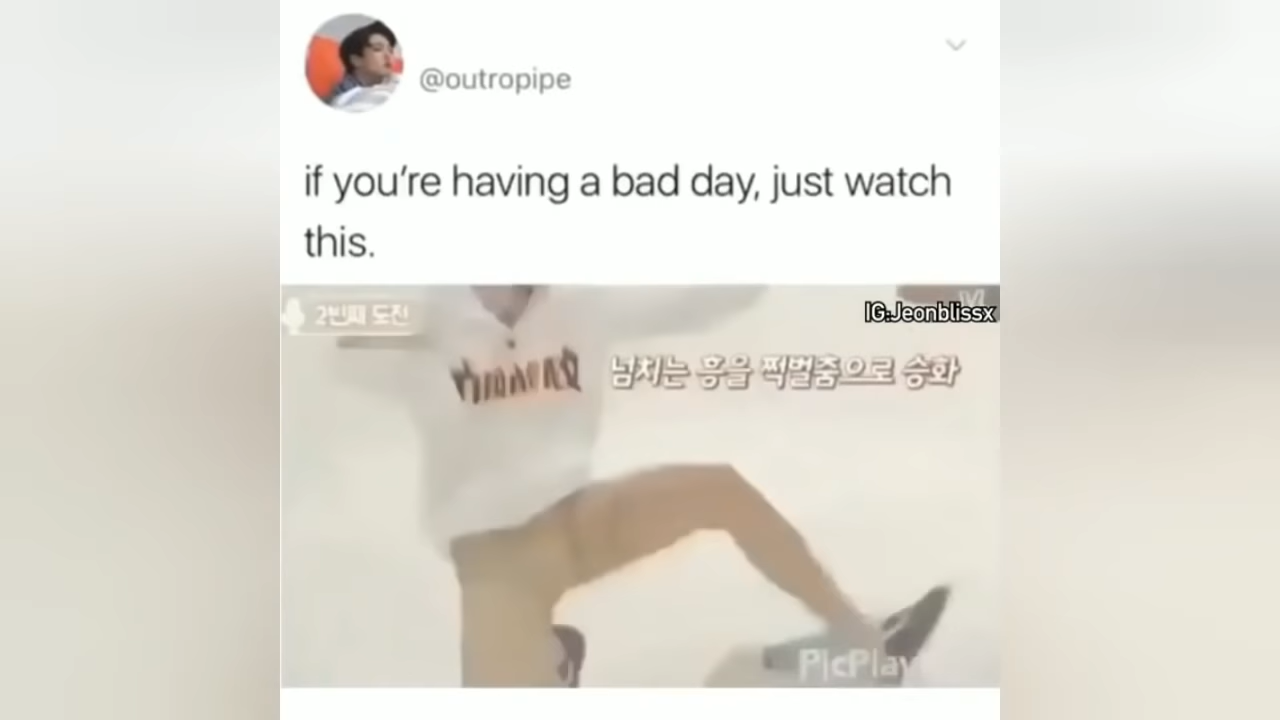 @outropipe
if you're having a bad day, just watch
this.
2번째 도전
IG:Jeonblissx
넘치는 흥을 쩍벌춤으로 승화
PicPlay